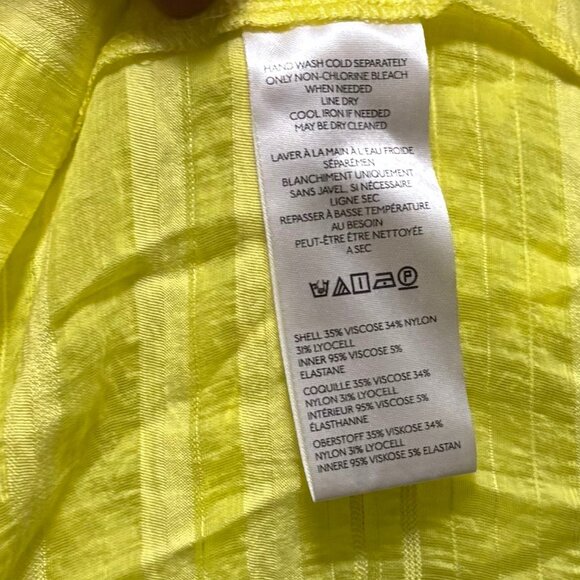 HAND WASH COLD SEPARATELY
ONLY NON-CHLORINE BLEACH
WHEN NEEDED
LINE DRY
COOL IRON IF NEEDED
MAY BE DRY CLEANED
LAVER À LA MAIN À L'EAU FROIDE
SÉPAREMEN
BLANCHIMENT UNIQUEMENT
SANS JAVEL, SI NÉCESSAIRE
LIGNE SEC
REPASSER À BASSE TEMPÉRATURE
AU BESOIN
PEUT-ÊTRE ÊTRE NETTOYÉE
A SEC
P
SHELL 35% VISCOSE 34% NYLON
31% LYOCELL
INNER 95% VISCOSE 5%
ELASTANE
COQUILLE 35% VISCOSE 34%
NYLON 31% LYOCELL
INTÉRIEUR 95% VISCOSE 5%
ÉLASTHANNE
OBERSTOFF 35% VISKOSE 34%
NYLON 31% LYOCELL
INNERE 95% VISKOSE 5% ELASTAN